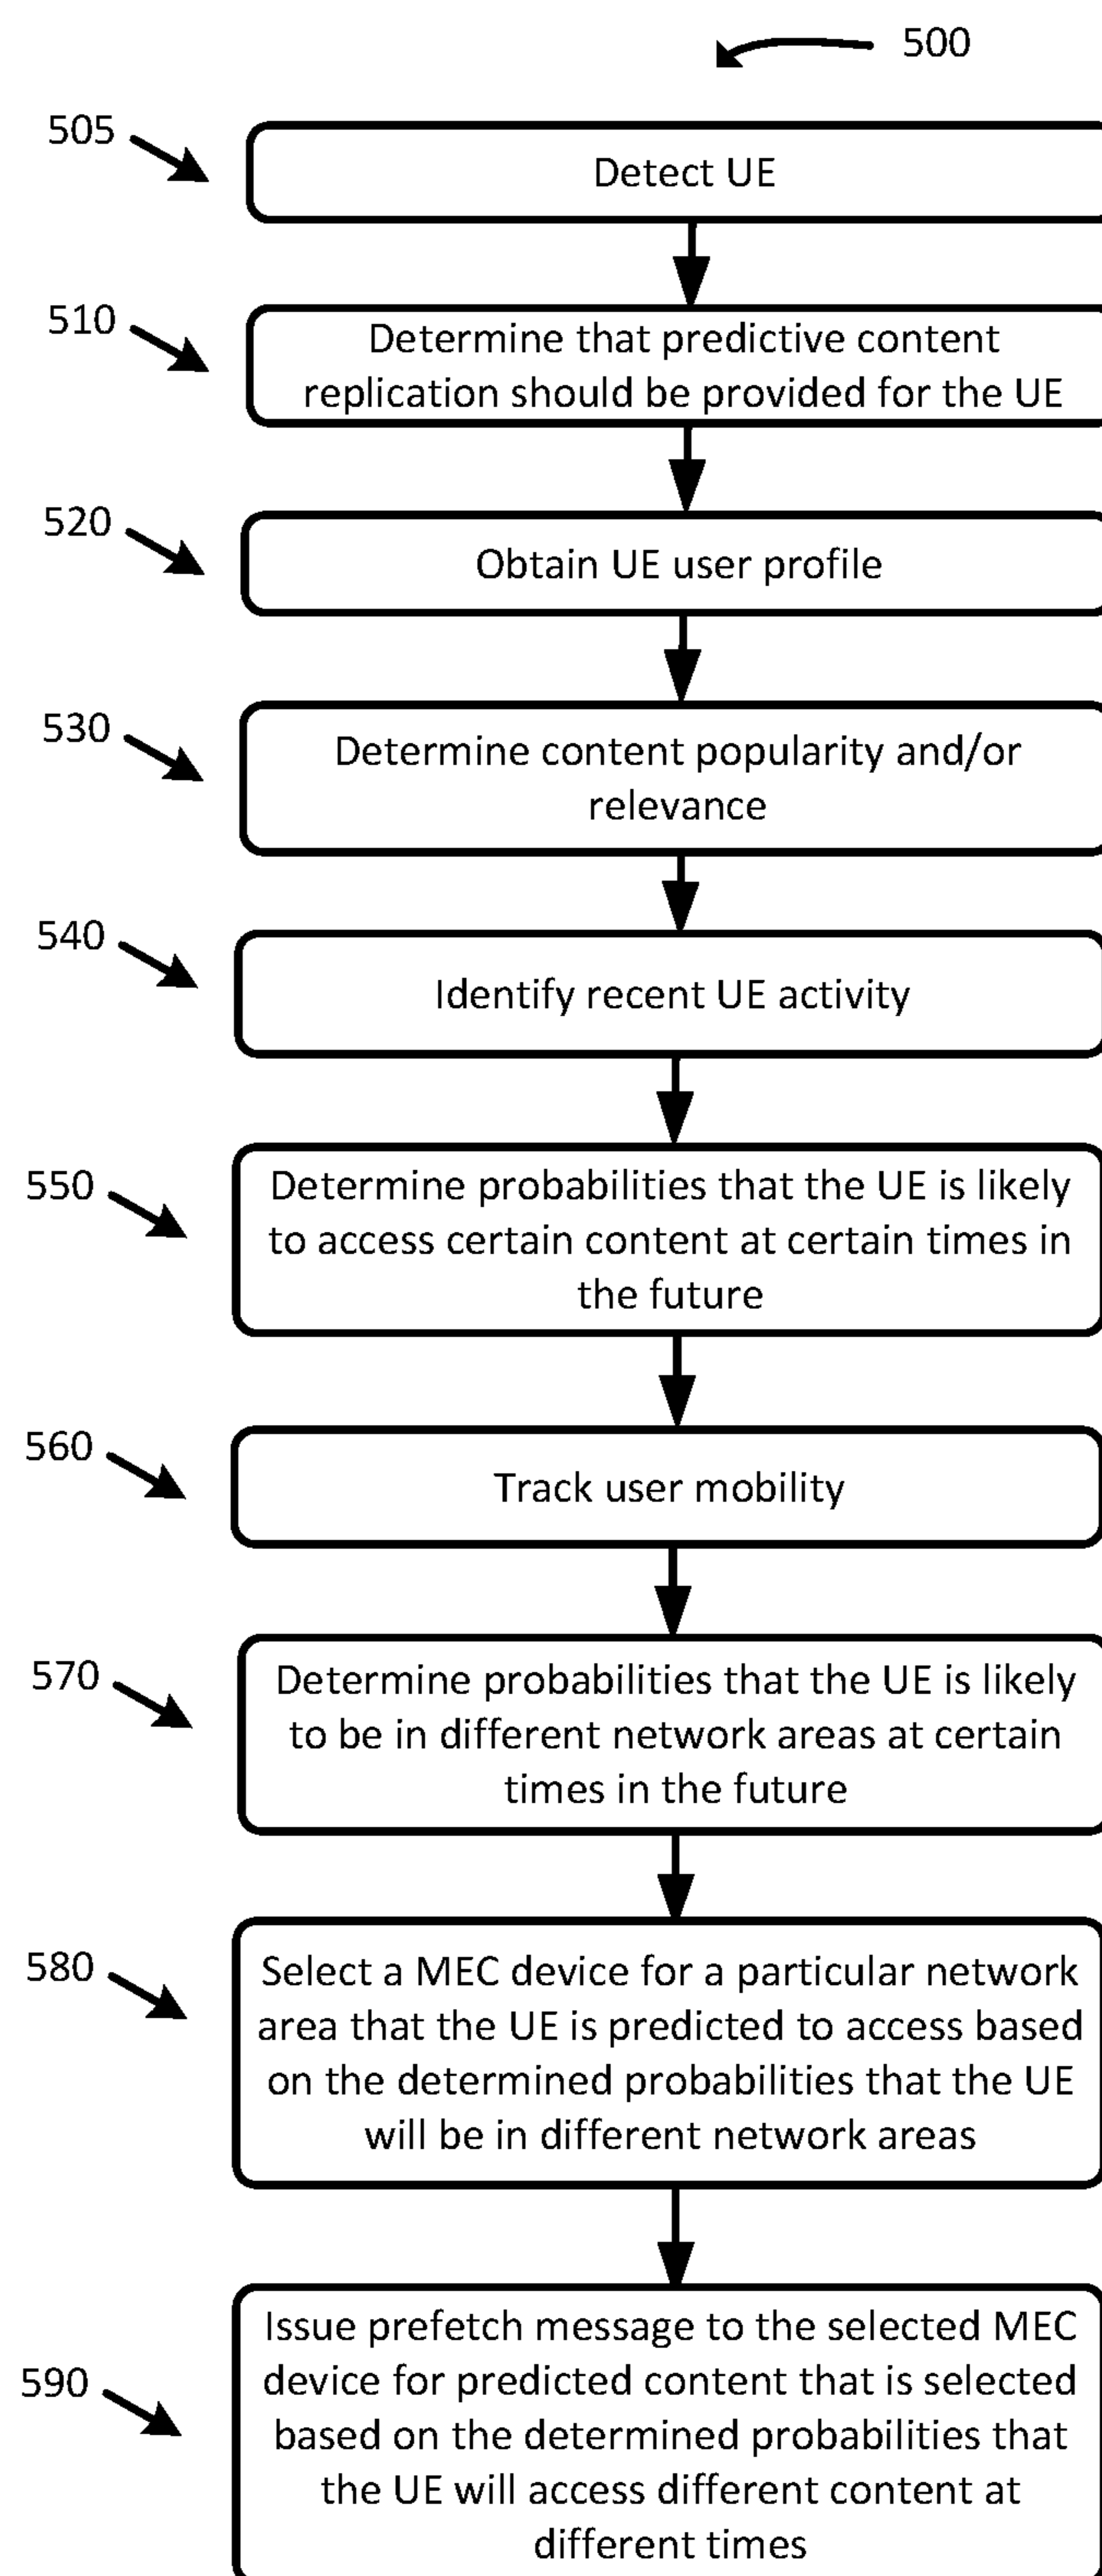 500
505
Detect UE
510
Determine that predictive content
replication should be provided for the UE
520
Obtain UE user profile
530
Determine content popularity and/or
relevance
540
Identify recent UE activity
550
Determine probabilities that the UE is likely
to access certain content at certain times in
the future
560
Track user mobility
570
Determine probabilities that the UE is likely
to be in different network areas at certain
times in the future
580
Select a MEC device for a particular network
area that the UE is predicted to access based
on the determined probabilities that the UE
will be in different network areas
590
Issue prefetch message to the selected MEC
device for predicted content that is selected
based on the determined probabilities that
the UE will access different content at
different times